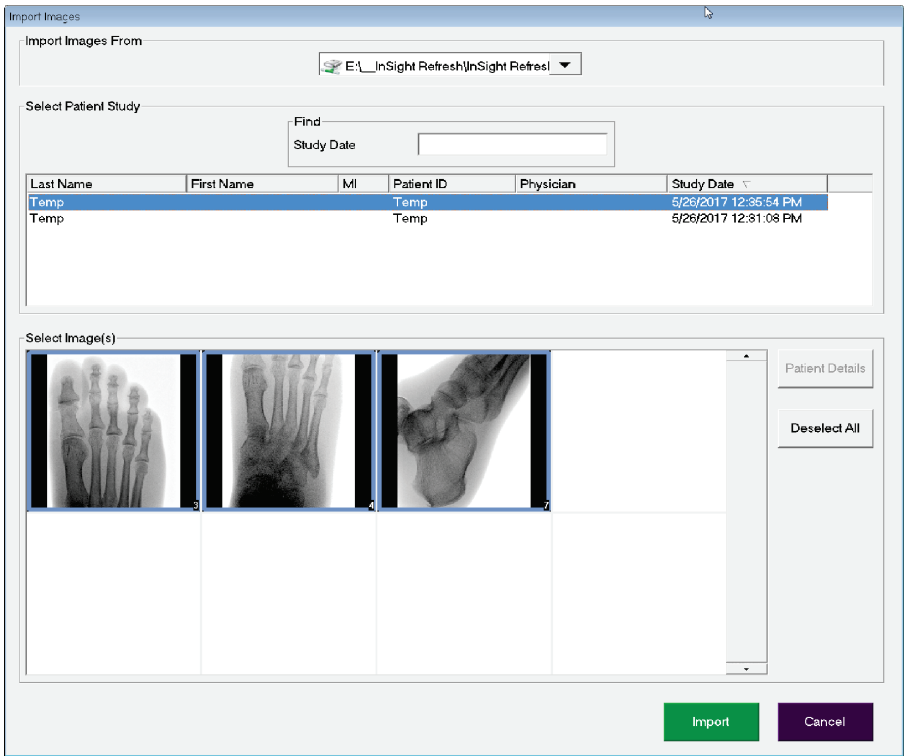 Import Images
Import Images From
E:\__InSight Refresh\InSight Refresl
Select Patient Study
Find
Study Date
Last Name First Name MI Patient ID Physician Study Date
Temp Temp 5/26/2017 12:35:54 PM
Temp Temp 5/26/2017 12:31:08 PM
Select Image(s)
3 4 7
Patient Details
Deselect All
Import Cancel